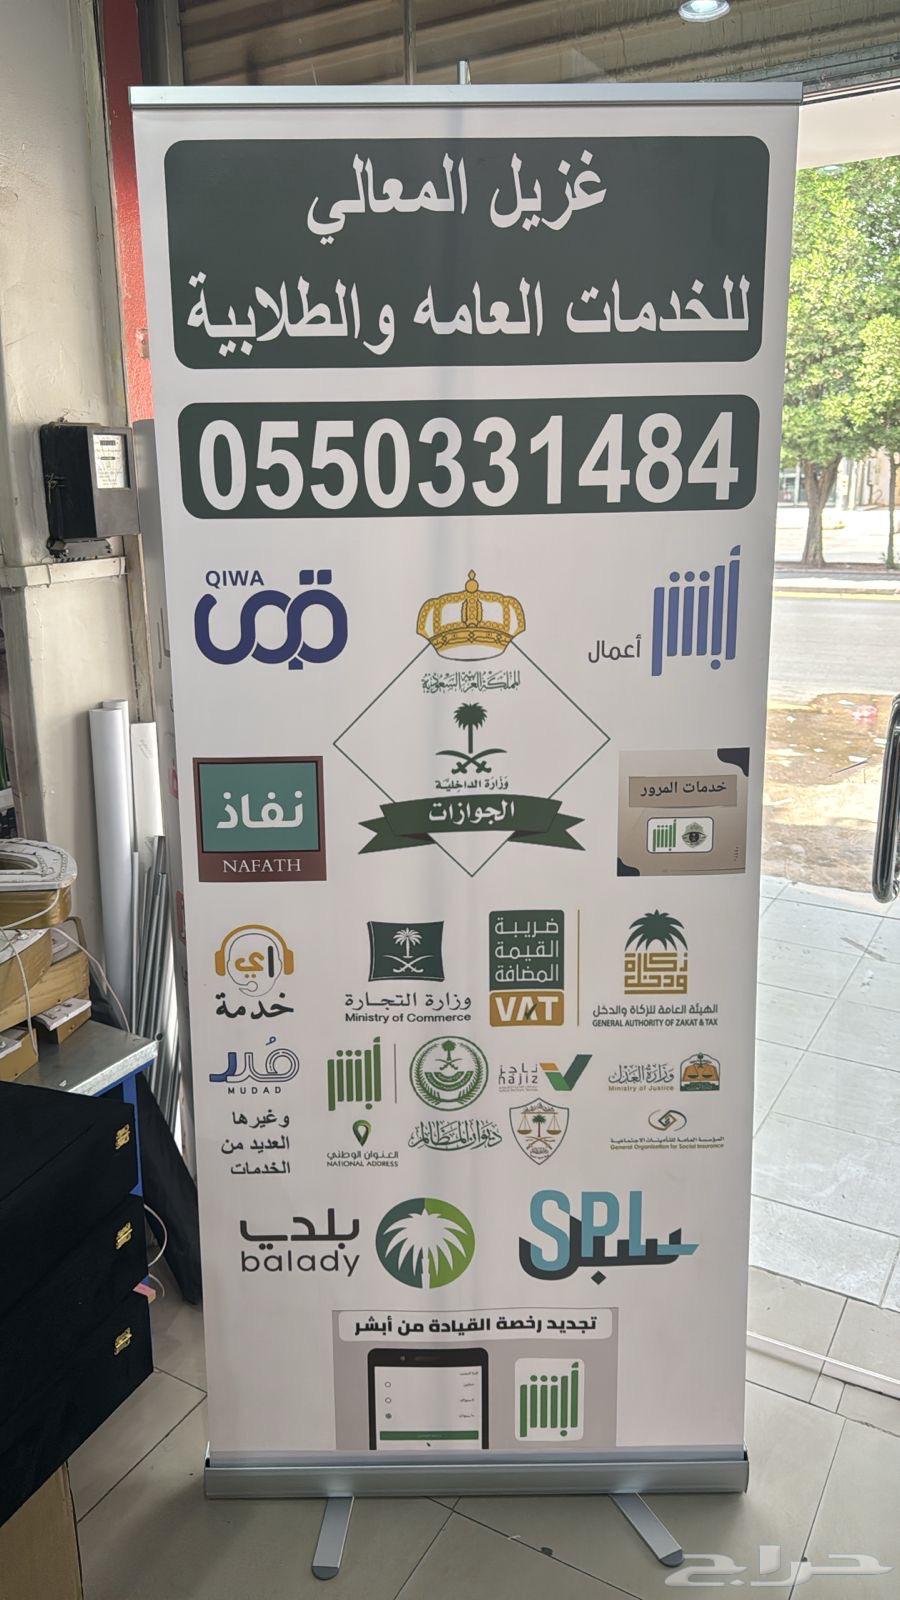 غزيل المعالي
للخدمات العامه والطلابية
0550331484
QIWA
قوى
أبشر
أعمال
المملكة العربية السعودية
وزارة الداخلية
الجوازات
نفاذ
NAFATH
خدمات المرور
أبشر
اي
خدمة
وزارة التجارة
Ministry of Commerce
ضريبة
القيمة
المضافة
VAT
زكاة
ودخل
الهيئة العامة للزكاة والدخل
GENERAL AUTHORITY OF ZAKAT & TAX
مُدد
MUDAD
أبشر
ناجز
najiz
وزارة العدل
Ministry of Justice
وغيرها
العديد من
الخدمات
العنوان الوطني
NATIONAL ADDRESS
ديوان المظالم
المؤسسة العامة للتأمينات الاجتماعية
General Organization for Social Insurance
بلدي
balady
SPL
سبل
تجديد رخصة القيادة من أبشر
أبشر
حراج